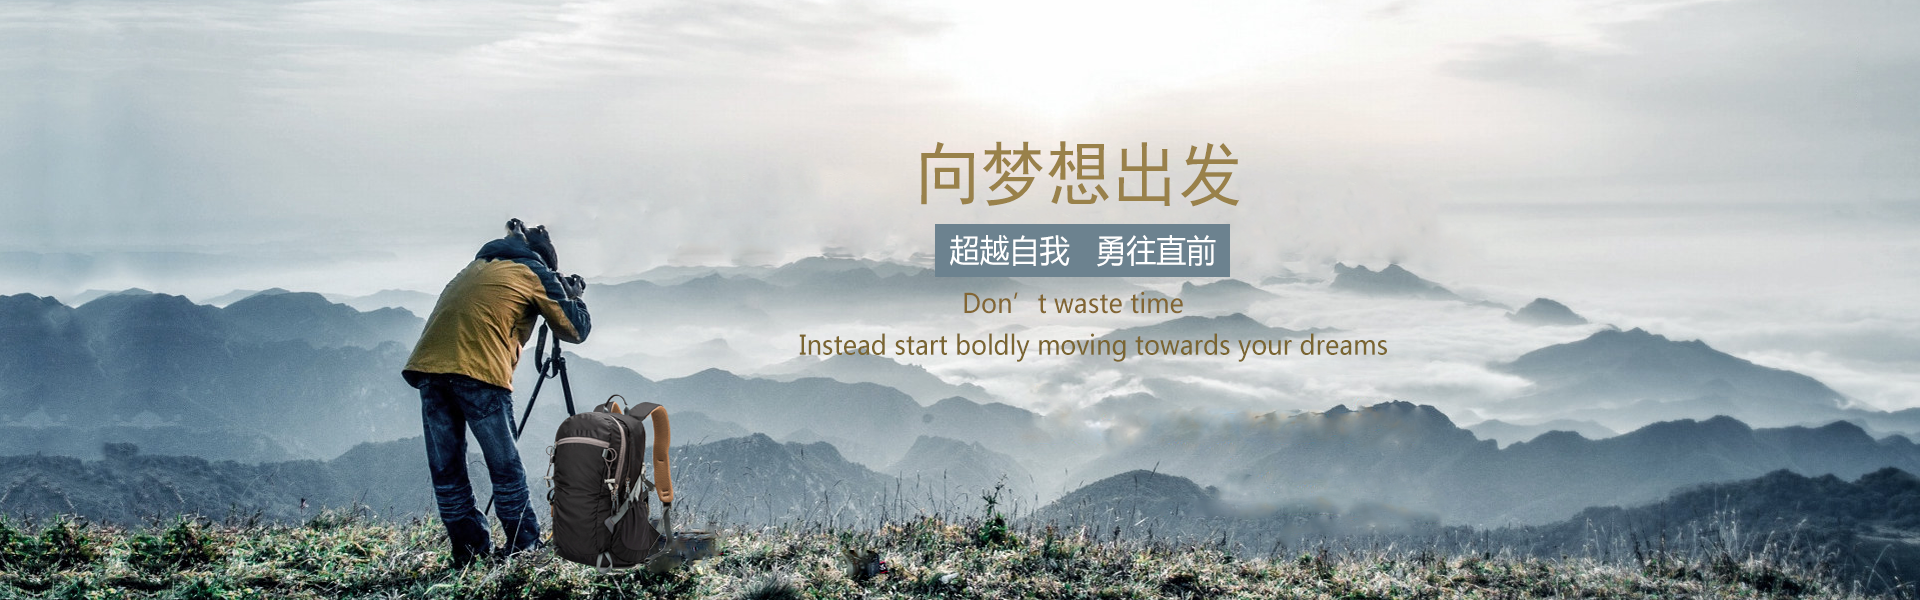 向梦想出发
超越自我 勇往直前
Don’t waste time
Instead start boldly moving towards your dreams